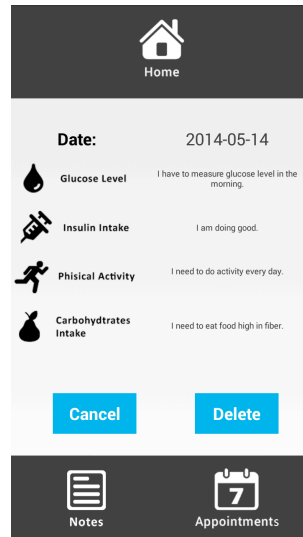 Home
Date: 2014-05-14
Glucose Level I have to measure glucose level in the
morning.
Insulin Intake I am doing good.
Phisical Activity I need to do activity every day.
Carbohydtrates
Intake I need to eat food high in fiber.
Cancel Delete
7
Notes Appointments